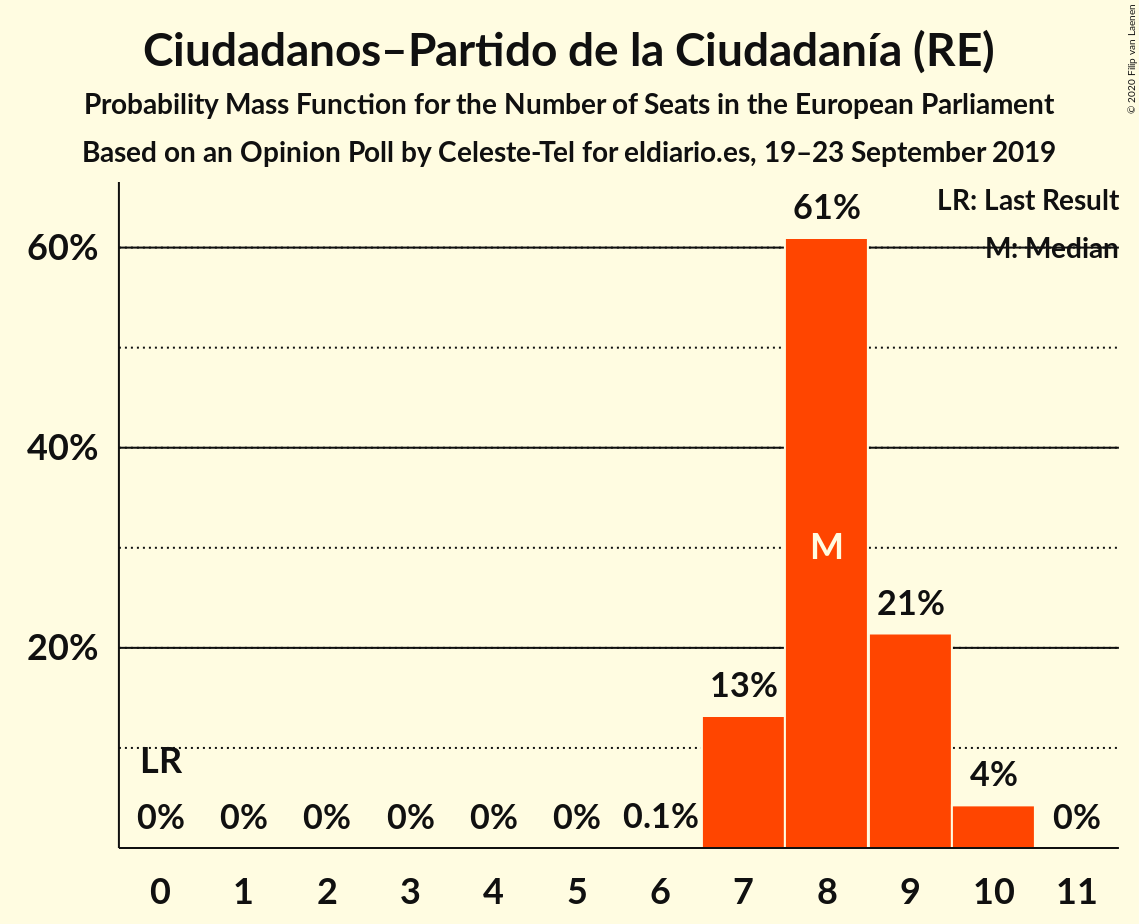 Ciudadanos–Partido de la Ciudadanía (RE)
Probability Mass Function for the Number of Seats in the European Parliament
Based on an Opinion Poll by Celeste-Tel for eldiario.es, 19–23 September 2019
© 2020 Filip van Laenen
LR: Last Result
M: Median
60%
40%
20%
61%
M
21%
13%
4%
LR
0% 0% 0% 0% 0% 0% 0.1% 0%
0 1 2 3 4 5 6 7 8 9 10 11